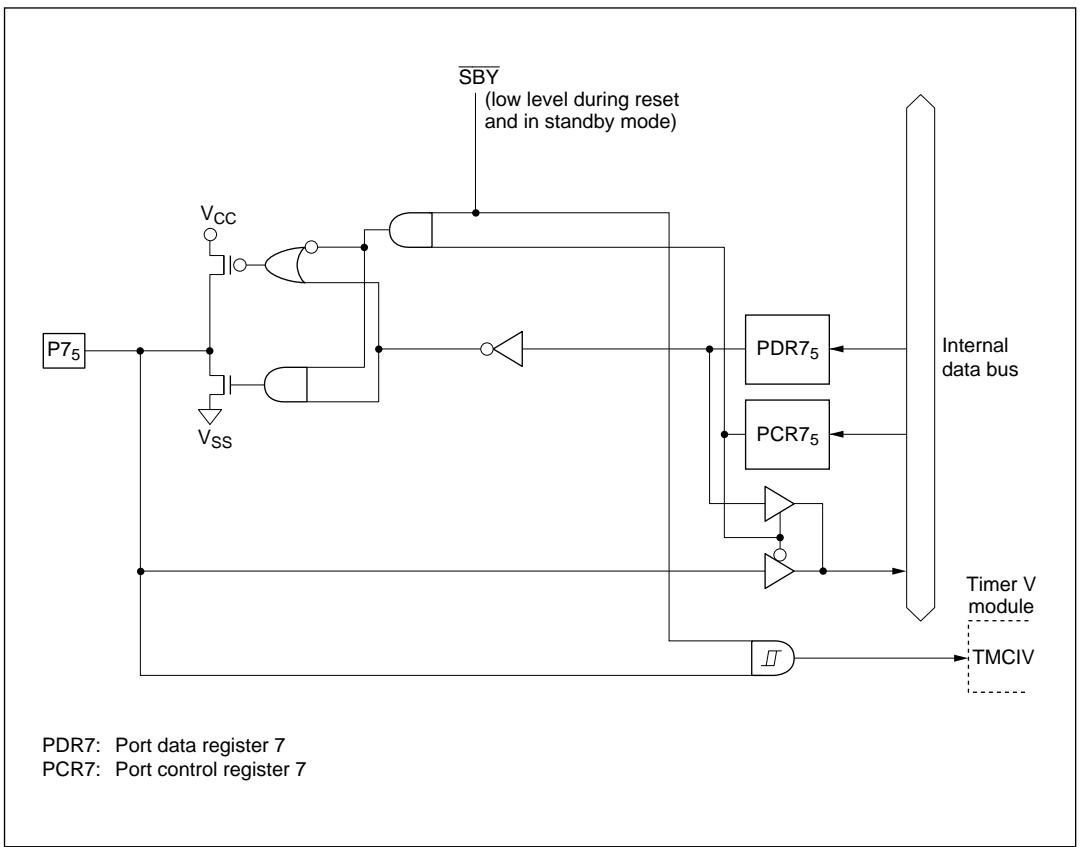 S̅B̅Y̅
(low level during reset
and in standby mode)
VCC
P75
VSS
PDR75
PCR75
Internal
data bus
Timer V
module
TMCIV
PDR7: Port data register 7
PCR7: Port control register 7